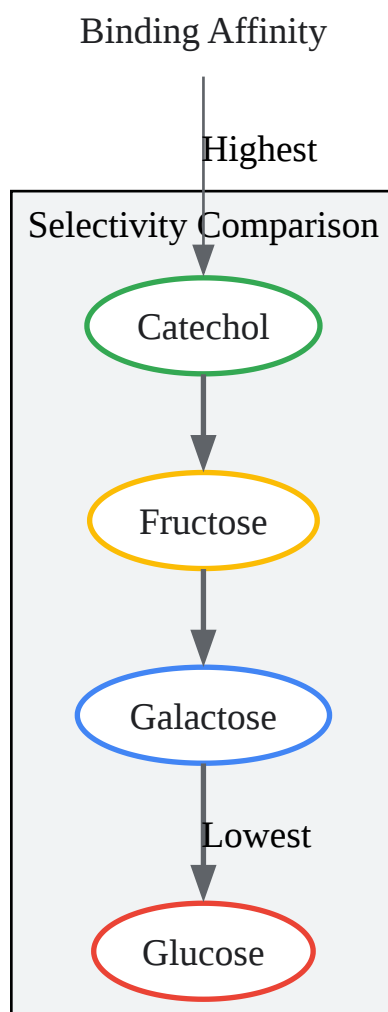 Binding Affinity
Highest
Selectivity Comparison
Catechol
Fructose
Galactose
Lowest
Glucose